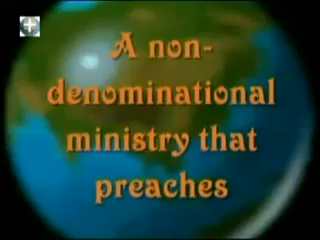 A non-
denominational
ministry that
preaches